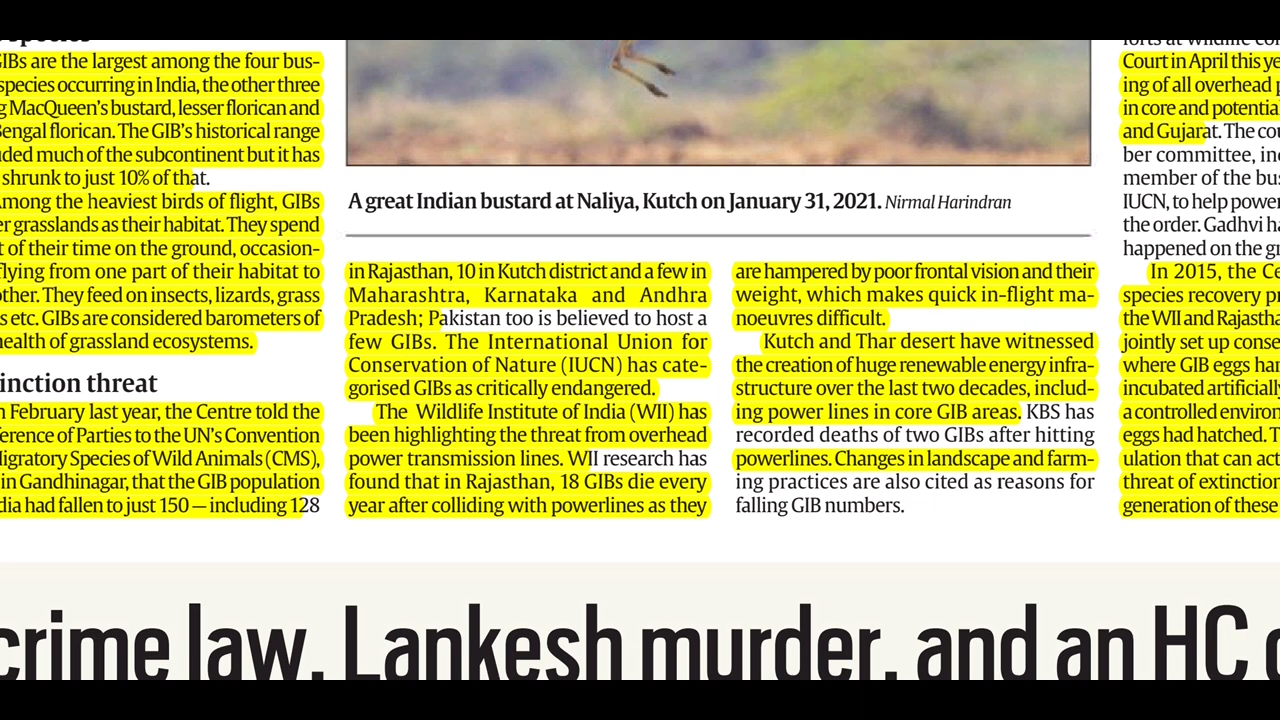 GIBs are the largest among the four bus-
species occurring in India, the other three
MacQueen's bustard, lesser florican and
Bengal florican. The GIB's historical range
uded much of the subcontinent but it has
shrunk to just 10% of that.
Among the heaviest birds of flight, GIBs
er grasslands as their habitat. They spend
t of their time on the ground, occasion-
flying from one part of their habitat to
other. They feed on insects, lizards, grass
s etc. GIBs are considered barometers of
health of grassland ecosystems.
inction threat
n February last year, the Centre told the
ference of Parties to the UN's Convention
Migratory Species of Wild Animals (CMS),
in Gandhinagar, that the GIB population
dia had fallen to just 150 — including 128
A great Indian bustard at Naliya, Kutch on January 31, 2021. Nirmal Harindran
in Rajasthan, 10 in Kutch district and a few in
Maharashtra, Karnataka and Andhra
Pradesh; Pakistan too is believed to host a
few GIBs. The International Union for
Conservation of Nature (IUCN) has cate-
gorised GIBs as critically endangered.
The Wildlife Institute of India (WII) has
been highlighting the threat from overhead
power transmission lines. WII research has
found that in Rajasthan, 18 GIBs die every
year after colliding with powerlines as they
are hampered by poor frontal vision and their
weight, which makes quick in-flight ma-
noeuvres difficult.
Kutch and Thar desert have witnessed
the creation of huge renewable energy infra-
structure over the last two decades, includ-
ing power lines in core GIB areas. KBS has
recorded deaths of two GIBs after hitting
powerlines. Changes in landscape and farm-
ing practices are also cited as reasons for
falling GIB numbers.
Court in April this ye
ing of all overhead p
in core and potentia
and Gujarat. The cou
ber committee, inc
member of the bus
IUCN, to help power
the order. Gadhvi ha
happened on the gr
In 2015, the Ce
species recovery pr
the WII and Rajastha
jointly set up conse
where GIB eggs har
incubated artificially
a controlled environ
eggs had hatched. T
ulation that can act
threat of extinction
generation of these
crime law, Lankesh murder, and an HC